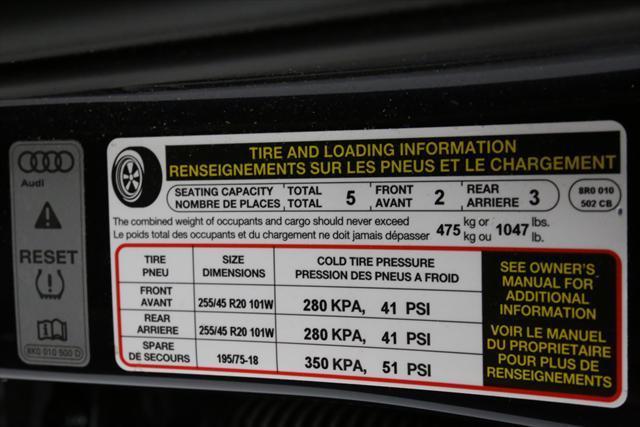 Audi
RESET
8K0 010 500 D
TIRE AND LOADING INFORMATION
RENSEIGNEMENTS SUR LES PNEUS ET LE CHARGEMENT
SEATING CAPACITY TOTAL 5 FRONT 2 REAR 3
NOMBRE DE PLACES TOTAL AVANT ARRIERE
8R0 010
502 CB
The combined weight of occupants and cargo should never exceed 475 kg or 1047 lbs.
Le poids total des occupants et du chargement ne doit jamais dépasser kg ou lb.
TIRE SIZE COLD TIRE PRESSURE
PNEU DIMENSIONS PRESSION DES PNEUS A FROID
FRONT
AVANT 255/45 R20 101W 280 KPA, 41 PSI
REAR
ARRIERE 255/45 R20 101W 280 KPA, 41 PSI
SPARE
DE SECOURS 195/75-18 350 KPA, 51 PSI
SEE OWNER'S
MANUAL FOR
ADDITIONAL
INFORMATION
VOIR LE MANUEL
DU PROPRIETAIRE
POUR PLUS DE
RENSEIGNEMENTS